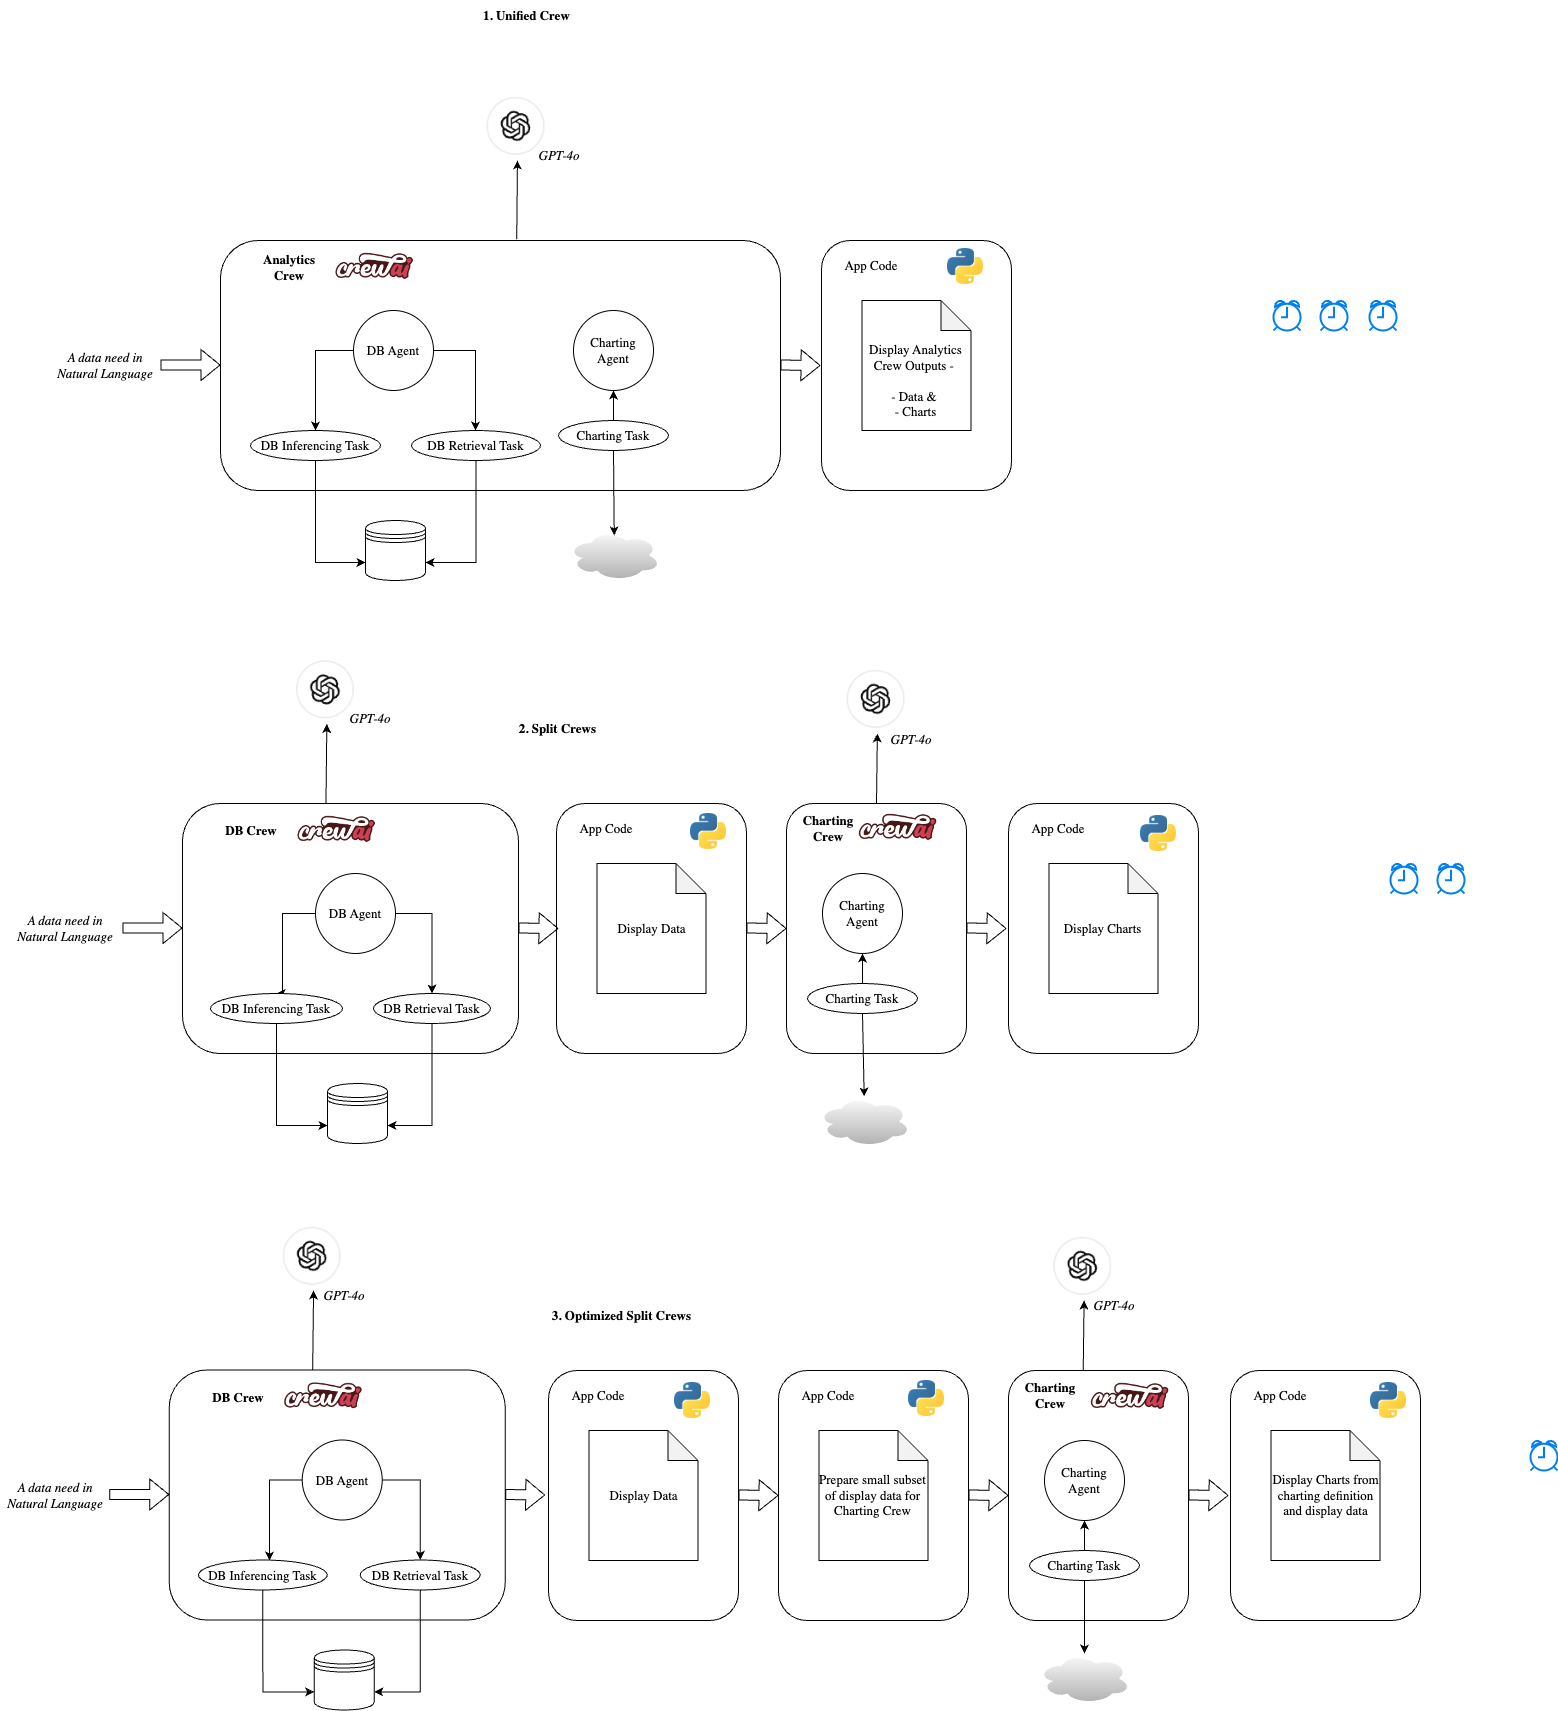 1. Unified Crew
GPT-4o
Analytics
Crew
crewai
App Code
DB Agent
Charting
Agent
A data need in
Natural Language
Display Analytics
Crew Outputs -
- Data &
- Charts
DB Inferencing Task
DB Retrieval Task
Charting Task
GPT-4o
2. Split Crews
GPT-4o
DB Crew
crewai
App Code
Charting
Crew
crewai
App Code
DB Agent
Charting
Agent
A data need in
Natural Language
Display Data
Display Charts
DB Inferencing Task
DB Retrieval Task
Charting Task
GPT-4o
3. Optimized Split Crews
GPT-4o
DB Crew
crewai
App Code
App Code
Charting
Crew
crewai
App Code
DB Agent
Charting
Agent
A data need in
Natural Language
Display Data
Prepare small subset
of display data for
Charting Crew
Display Charts from
charting definition
and display data
DB Inferencing Task
DB Retrieval Task
Charting Task